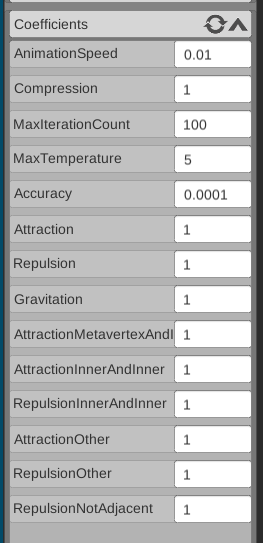 Coefficients
AnimationSpeed 0.01
Compression 1
MaxIterationCount 100
MaxTemperature 5
Accuracy 0.0001
Attraction 1
Repulsion 1
Gravitation 1
AttractionMetavertexAndI 1
AttractionInnerAndInner 1
RepulsionInnerAndInner 1
AttractionOther 1
RepulsionOther 1
RepulsionNotAdjacent 1